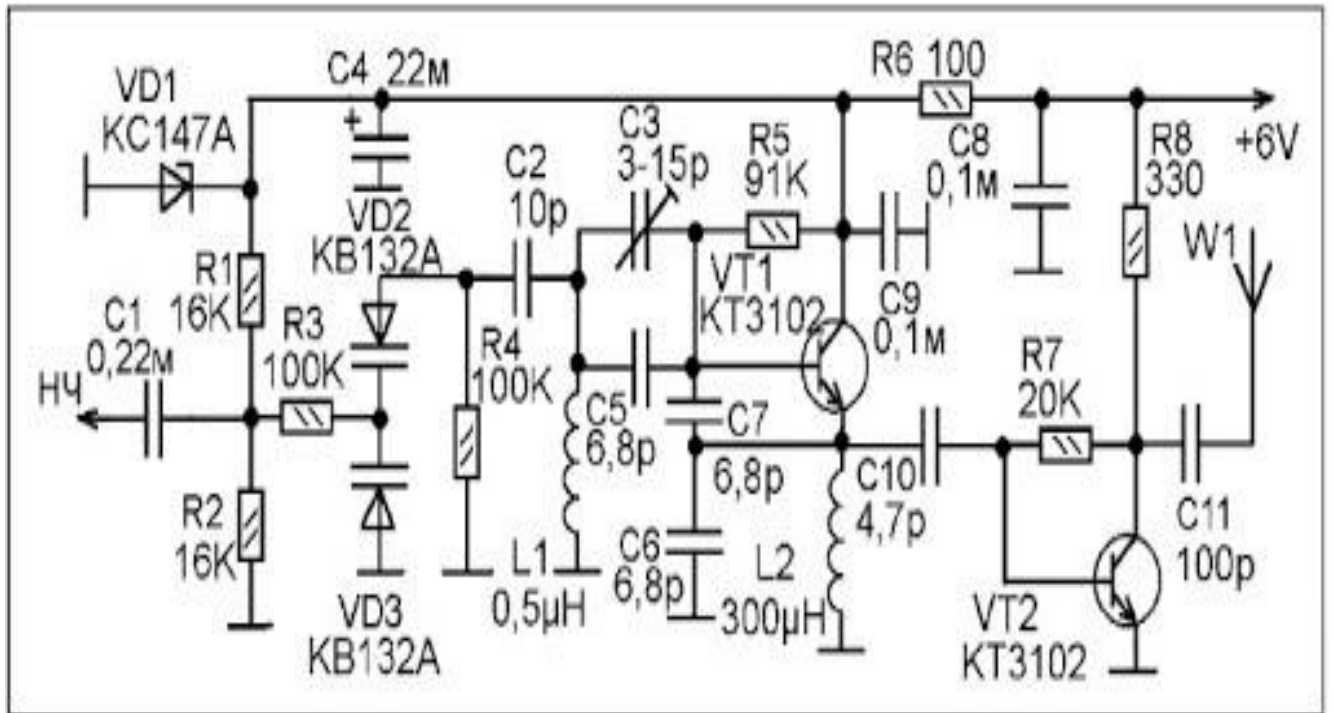 C4 22м
R6 100
VD1
КС147А
+
C3
3-15p
C2
10p
R5
91K
C8
0,1м
R8
330
+6V
VD2
КВ132А
W1
R1
16K
C1
0,22м
R3
100K
VT1
КТ3102
C9
0,1м
R4
100K
R7
20K
НЧ
C5
6,8p
C7
6,8p
C10
4,7p
R2
16K
C11
100p
L1
0,5µH
C6
6,8p
L2
300µH
VD3
КВ132А
VT2
КТ3102